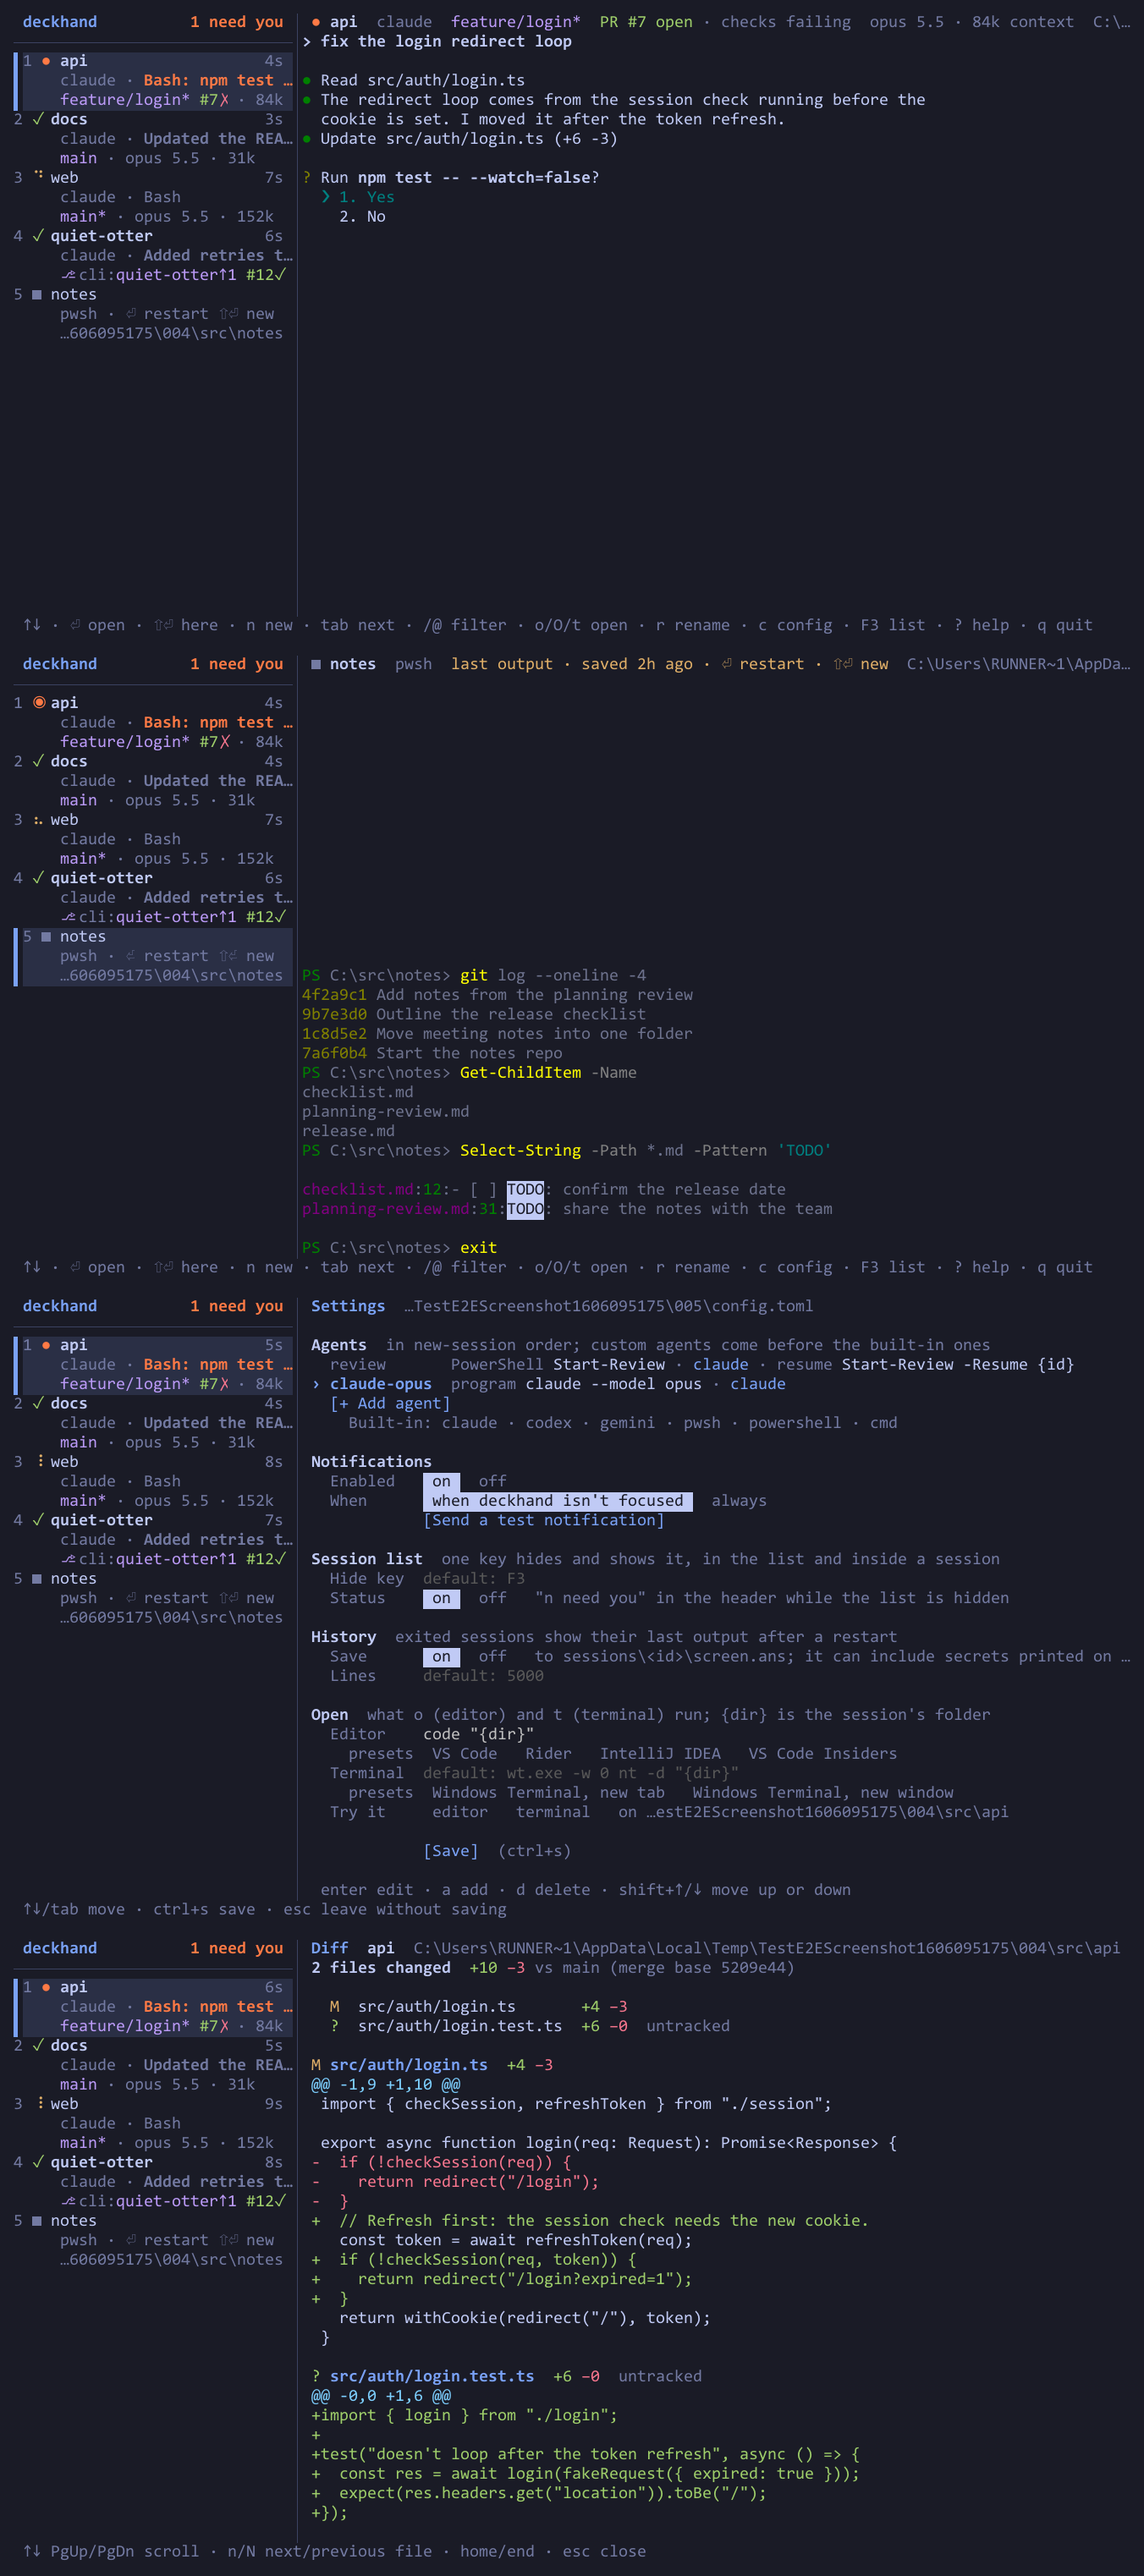 deckhand 1 need you
1 ● api 4s
claude · Bash: npm test …
feature/login* #7✗ · 84k
2 ✓ docs 3s
claude · Updated the REA…
main · opus 5.5 · 31k
3 web 7s
claude · Bash
main* · opus 5.5 · 152k
4 ✓ quiet-otter 6s
claude · Added retries t…
⎇ cli:quiet-otter↑1 #12✓
5 ■ notes
pwsh · ⏎ restart ⇧⏎ new
…606095175\004\src\notes
● api claude feature/login* PR #7 open · checks failing opus 5.5 · 84k context C:\…
> fix the login redirect loop
● Read src/auth/login.ts
● The redirect loop comes from the session check running before the
cookie is set. I moved it after the token refresh.
● Update src/auth/login.ts (+6 -3)
? Run npm test -- --watch=false?
❯ 1. Yes
2. No
↑↓ · ⏎ open · ⇧⏎ here · n new · tab next · /@ filter · o/O/t open · r rename · c config · F3 list · ? help · q quit
deckhand 1 need you
1 ◉ api 4s
claude · Bash: npm test …
feature/login* #7✗ · 84k
2 ✓ docs 4s
claude · Updated the REA…
main · opus 5.5 · 31k
3 web 7s
claude · Bash
main* · opus 5.5 · 152k
4 ✓ quiet-otter 6s
claude · Added retries t…
⎇ cli:quiet-otter↑1 #12✓
5 ■ notes
pwsh · ⏎ restart ⇧⏎ new
…606095175\004\src\notes
■ notes pwsh last output · saved 2h ago · ⏎ restart · ⇧⏎ new C:\Users\RUNNER~1\AppDa…
PS C:\src\notes> git log --oneline -4
4f2a9c1 Add notes from the planning review
9b7e3d0 Outline the release checklist
1c8d5e2 Move meeting notes into one folder
7a6f0b4 Start the notes repo
PS C:\src\notes> Get-ChildItem -Name
checklist.md
planning-review.md
release.md
PS C:\src\notes> Select-String -Path *.md -Pattern 'TODO'
checklist.md:12:- [ ] TODO: confirm the release date
planning-review.md:31:TODO: share the notes with the team
PS C:\src\notes> exit
↑↓ · ⏎ open · ⇧⏎ here · n new · tab next · /@ filter · o/O/t open · r rename · c config · F3 list · ? help · q quit
deckhand 1 need you
1 ● api 5s
claude · Bash: npm test …
feature/login* #7✗ · 84k
2 ✓ docs 4s
claude · Updated the REA…
main · opus 5.5 · 31k
3 web 8s
claude · Bash
main* · opus 5.5 · 152k
4 ✓ quiet-otter 7s
claude · Added retries t…
⎇ cli:quiet-otter↑1 #12✓
5 ■ notes
pwsh · ⏎ restart ⇧⏎ new
…606095175\004\src\notes
Settings …TestE2EScreenshot1606095175\005\config.toml
Agents in new-session order; custom agents come before the built-in ones
review PowerShell Start-Review · claude · resume Start-Review -Resume {id}
› claude-opus program claude --model opus · claude
[+ Add agent]
Built-in: claude · codex · gemini · pwsh · powershell · cmd
Notifications
Enabled on off
When when deckhand isn't focused always
[Send a test notification]
Session list one key hides and shows it, in the list and inside a session
Hide key default: F3
Status on off "n need you" in the header while the list is hidden
History exited sessions show their last output after a restart
Save on off to sessions\<id>\screen.ans; it can include secrets printed on …
Lines default: 5000
Open what o (editor) and t (terminal) run; {dir} is the session's folder
Editor code "{dir}"
presets VS Code Rider IntelliJ IDEA VS Code Insiders
Terminal default: wt.exe -w 0 nt -d "{dir}"
presets Windows Terminal, new tab Windows Terminal, new window
Try it editor terminal on …estE2EScreenshot1606095175\004\src\api
[Save] (ctrl+s)
enter edit · a add · d delete · shift+↑/↓ move up or down
↑↓/tab move · ctrl+s save · esc leave without saving
deckhand 1 need you
1 ● api 6s
claude · Bash: npm test …
feature/login* #7✗ · 84k
2 ✓ docs 5s
claude · Updated the REA…
main · opus 5.5 · 31k
3 web 9s
claude · Bash
main* · opus 5.5 · 152k
4 ✓ quiet-otter 8s
claude · Added retries t…
⎇ cli:quiet-otter↑1 #12✓
5 ■ notes
pwsh · ⏎ restart ⇧⏎ new
…606095175\004\src\notes
Diff api C:\Users\RUNNER~1\AppData\Local\Temp\TestE2EScreenshot1606095175\004\src\api
2 files changed +10 −3 vs main (merge base 5209e44)
M src/auth/login.ts +4 −3
? src/auth/login.test.ts +6 −0 untracked
M src/auth/login.ts +4 −3
@@ -1,9 +1,10 @@
import { checkSession, refreshToken } from "./session";
export async function login(req: Request): Promise<Response> {
-  if (!checkSession(req)) {
-    return redirect("/login");
-  }
+  // Refresh first: the session check needs the new cookie.
const token = await refreshToken(req);
+  if (!checkSession(req, token)) {
+    return redirect("/login?expired=1");
+  }
return withCookie(redirect("/"), token);
}
? src/auth/login.test.ts +6 −0 untracked
@@ -0,0 +1,6 @@
+import { login } from "./login";
+
+test("doesn't loop after the token refresh", async () => {
+  const res = await login(fakeRequest({ expired: true }));
+  expect(res.headers.get("location")).toBe("/");
+});
↑↓ PgUp/PgDn scroll · n/N next/previous file · home/end · esc close